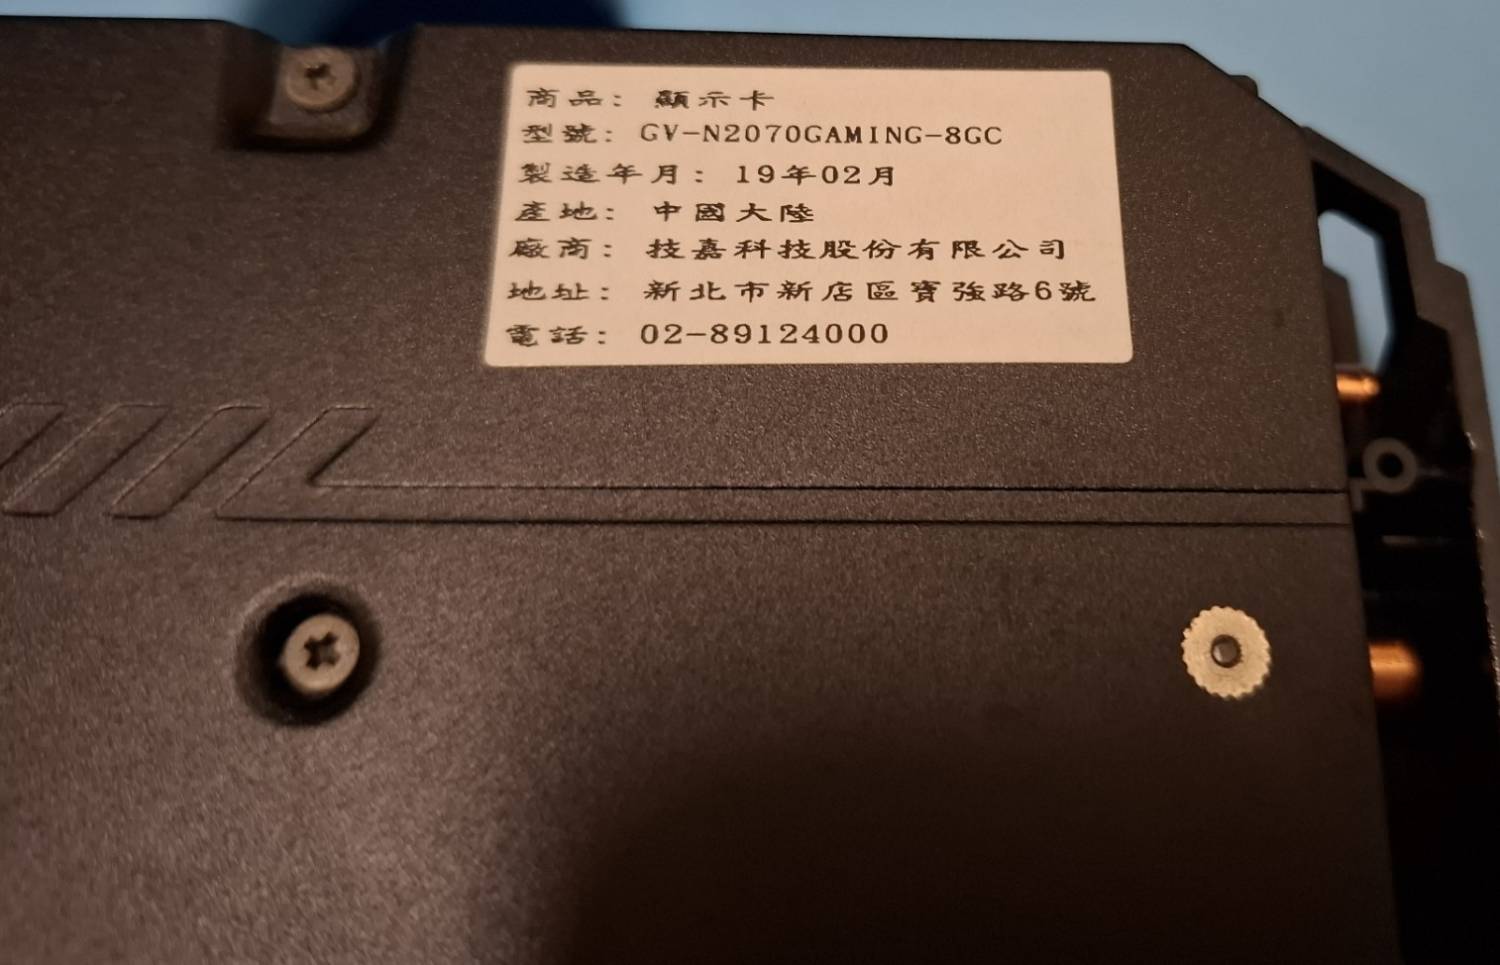 商品: 顯示卡
型號: GV-N2070GAMING-8GC
製造年月: 19年02月
產地: 中國大陸
廠商: 技嘉科技股份有限公司
地址: 新北市新店區寶強路6號
電話: 02-89124000